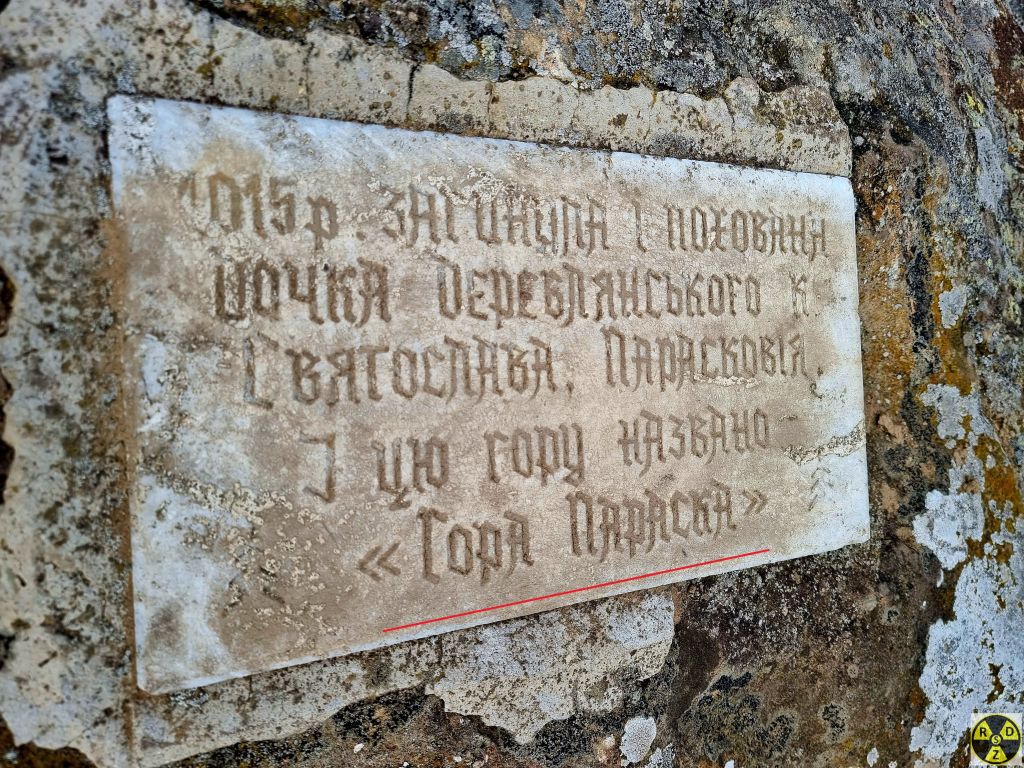 1015р. ЗАГИНУЛА І ПОХОВАНА
ДОЧКА ДЕРЕВЛЯНСЬКОГО К.
СВЯТОСЛАВА, ПАРАСКОВІЯ,
І ЦЮ ГОРУ НАЗВАНО
«ГОРА ПАРАСКА»
R D
S
Z